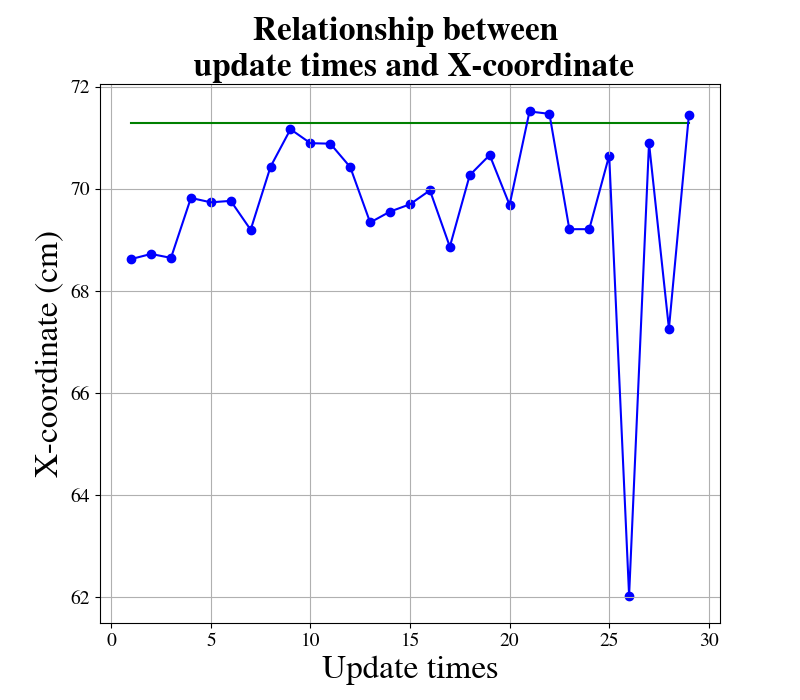 Relationship between
update times and X-coordinate
72
70
68
66
64
62
X-coordinate (cm)
0 5 10 15 20 25 30
Update times